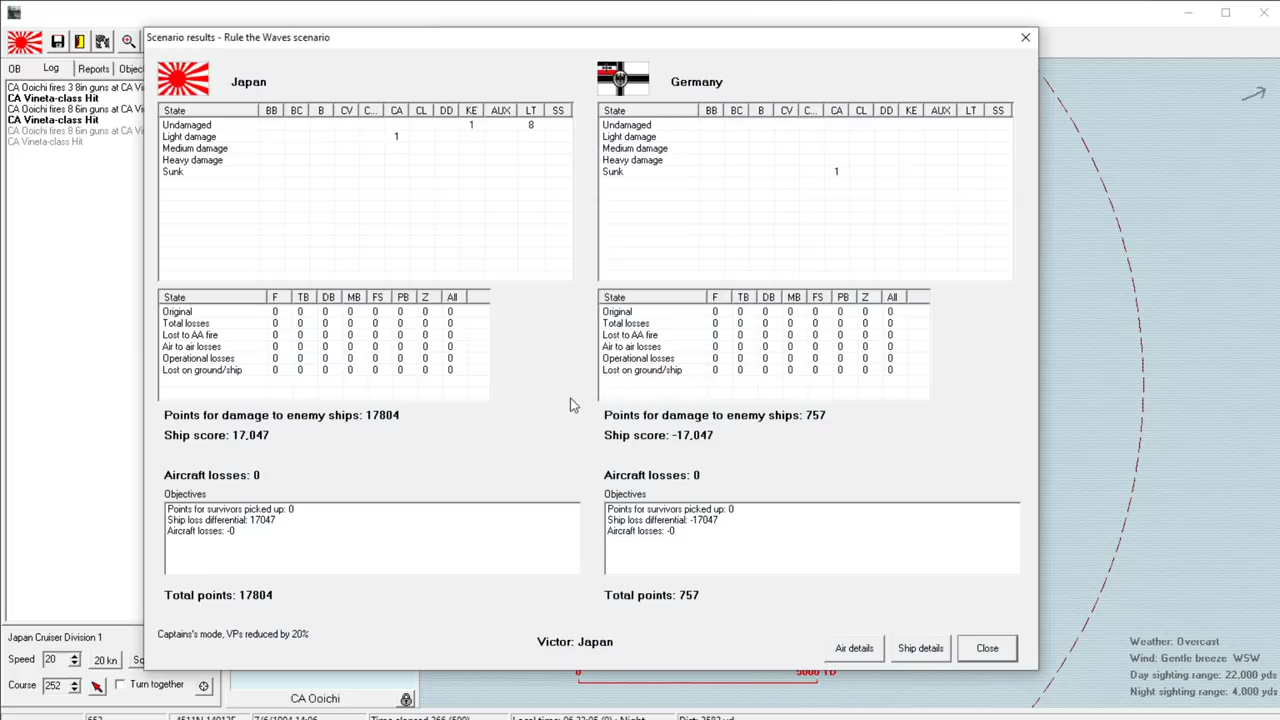 Scenario results - Rule the Waves scenario
OB Log Reports Objec
CA Ooichi fires 3 8in guns at CA Vi
CA Vineta-class Hit
CA Ooichi fires 8 6in guns at CA Vi
CA Vineta-class Hit
CA Ooichi fires 8 6in guns at CA Vi
CA Vineta-class Hit
Japan
State BB BC B CV C... CA CL DD KE AUX LT SS
Undamaged 1 8
Light damage 1
Medium damage
Heavy damage
Sunk
State F TB DB MB FS PB Z All
Original 0 0 0 0 0 0 0 0
Total losses 0 0 0 0 0 0 0 0
Lost to AA fire 0 0 0 0 0 0 0 0
Air to air losses 0 0 0 0 0 0 0 0
Operational losses 0 0 0 0 0 0 0 0
Lost on ground/ship 0 0 0 0 0 0 0 0
Points for damage to enemy ships: 17804
Ship score: 17,047
Aircraft losses: 0
Objectives
Points for survivors picked up: 0
Ship loss differential: 17047
Aircraft losses: -0
Total points: 17804
Germany
State BB BC B CV C... CA CL DD KE AUX LT SS
Undamaged
Light damage
Medium damage
Heavy damage
Sunk 1
State F TB DB MB FS PB Z All
Original 0 0 0 0 0 0 0 0
Total losses 0 0 0 0 0 0 0 0
Lost to AA fire 0 0 0 0 0 0 0 0
Air to air losses 0 0 0 0 0 0 0 0
Operational losses 0 0 0 0 0 0 0 0
Lost on ground/ship 0 0 0 0 0 0 0 0
Points for damage to enemy ships: 757
Ship score: -17,047
Aircraft losses: 0
Objectives
Points for survivors picked up: 0
Ship loss differential: -17047
Aircraft losses: -0
Total points: 757
Captains's mode, VPs reduced by 20%
Victor: Japan
Air details Ship details Close
Japan Cruiser Division 1
Speed 20 20 kn Sq
Course 252 Turn together
CA Ooichi
Weather: Overcast
Wind: Gentle breeze WSW
Day sighting range: 22,000 yds
Night sighting range: 4,000 yds